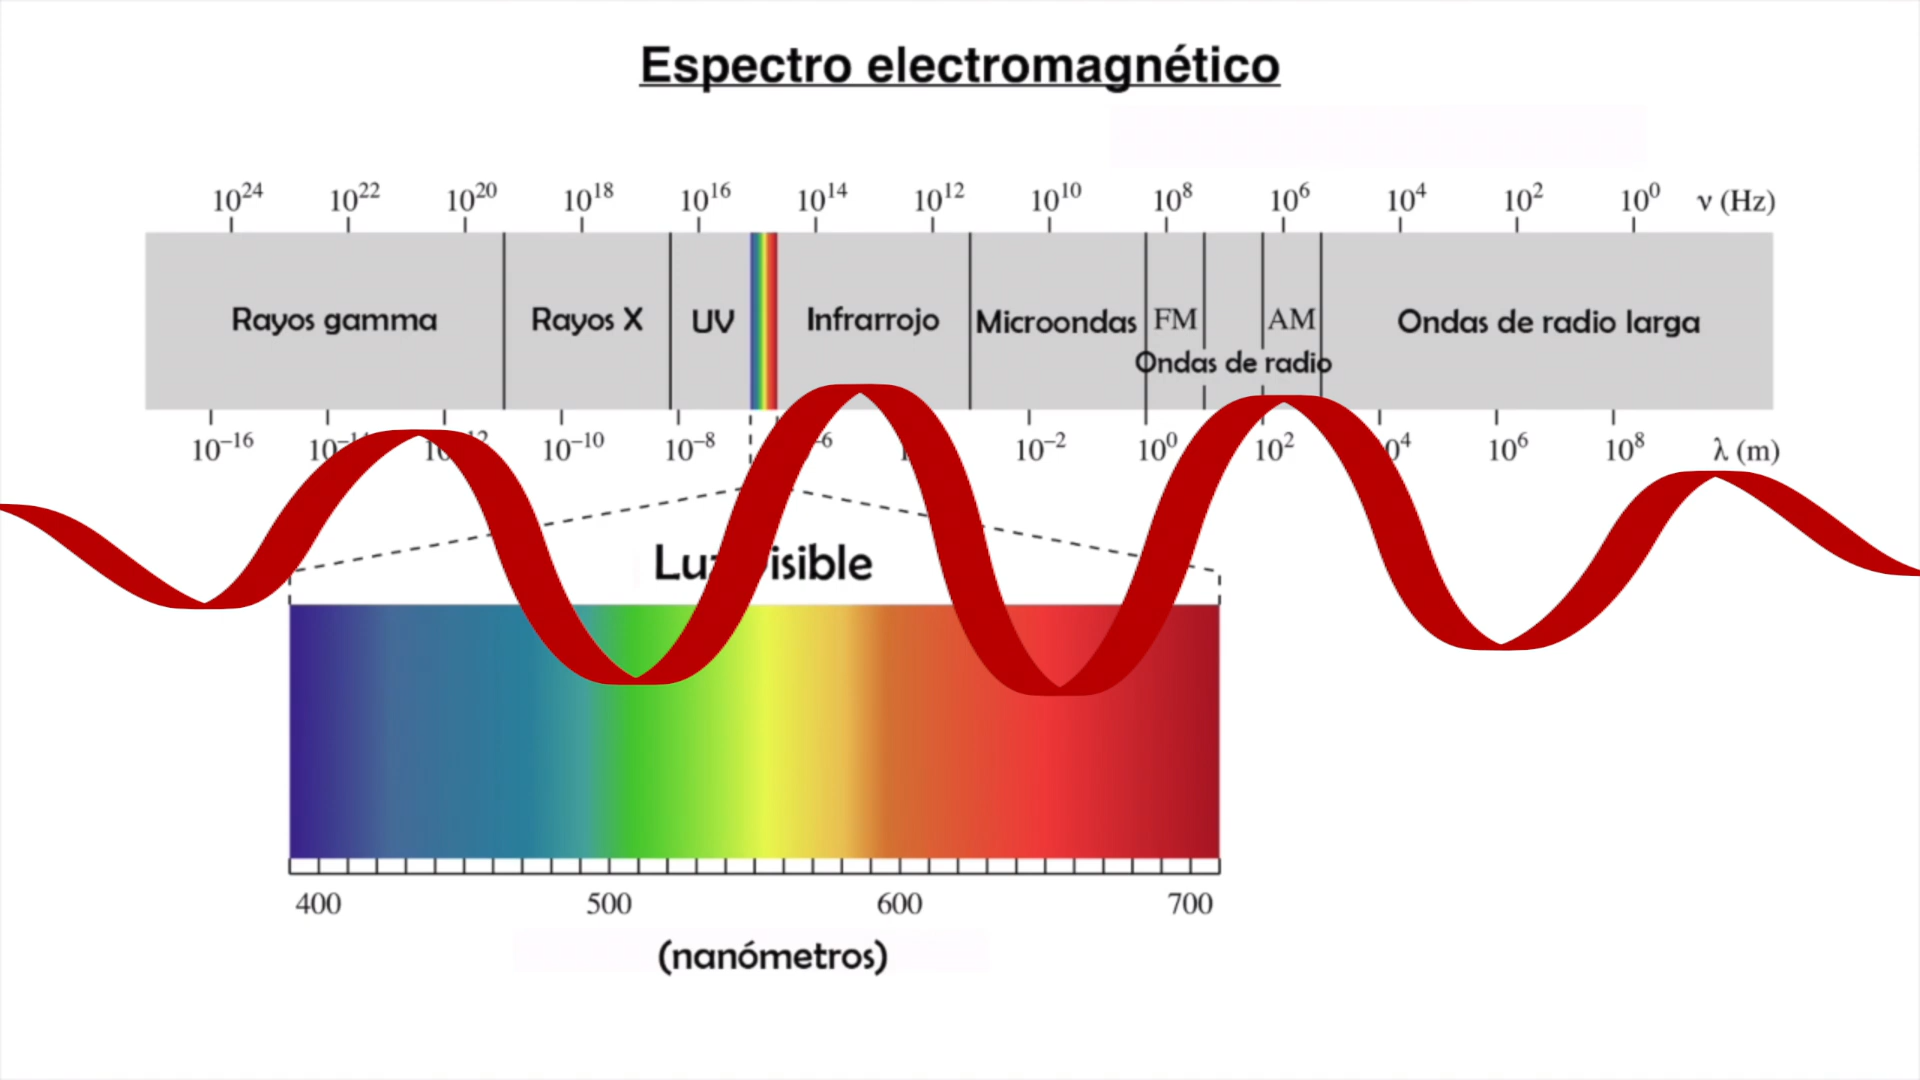 Espectro electromagnético
10²⁴ 10²² 10²⁰ 10¹⁸ 10¹⁶ 10¹⁴ 10¹² 10¹⁰ 10⁸ 10⁶ 10⁴ 10² 10⁰ ν (Hz)
Rayos gamma Rayos X UV Infrarrojo Microondas FM AM Ondas de radio larga
Ondas de radio
10⁻¹⁶ 10⁻¹⁰ 10⁻⁸ 10⁻² 10⁰ 10² 10⁶ 10⁸ λ (m)
400 500 600 700
(nanómetros)